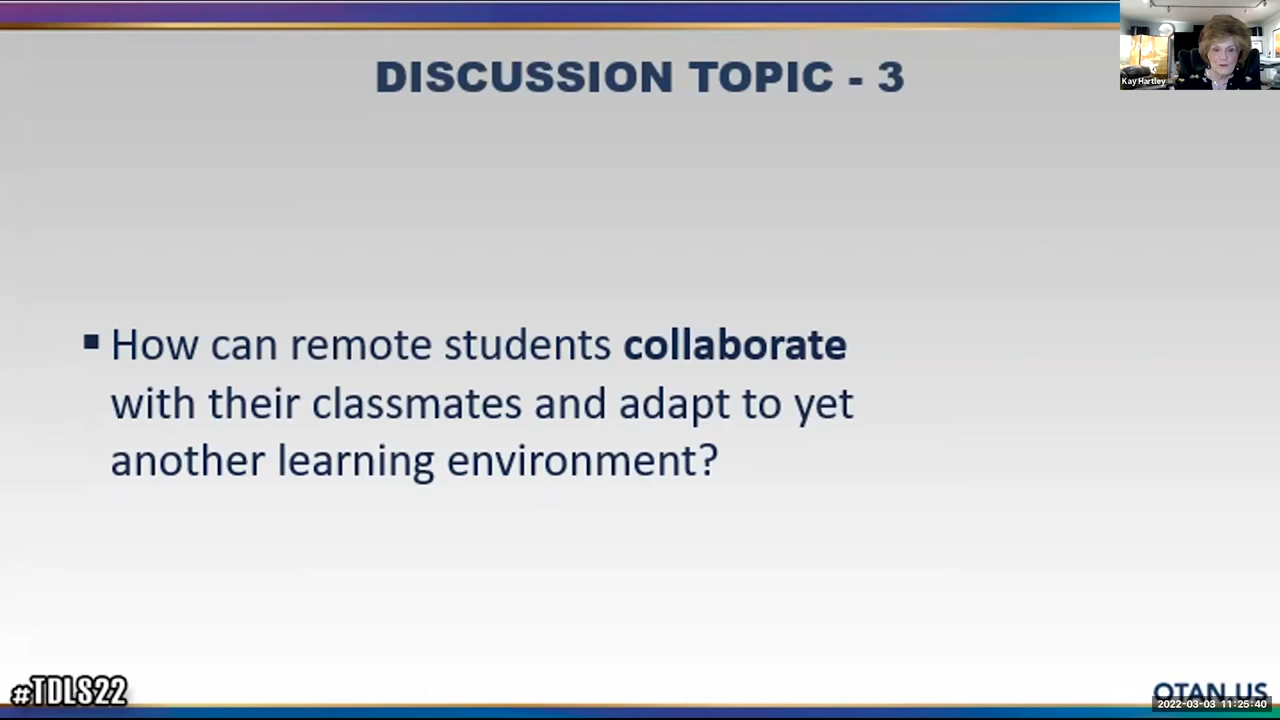 DISCUSSION TOPIC - 3
Kay Hartley
▪ How can remote students collaborate
with their classmates and adapt to yet
another learning environment?
#TDLS22
OTAN.US
2022-03-03 11:25:40